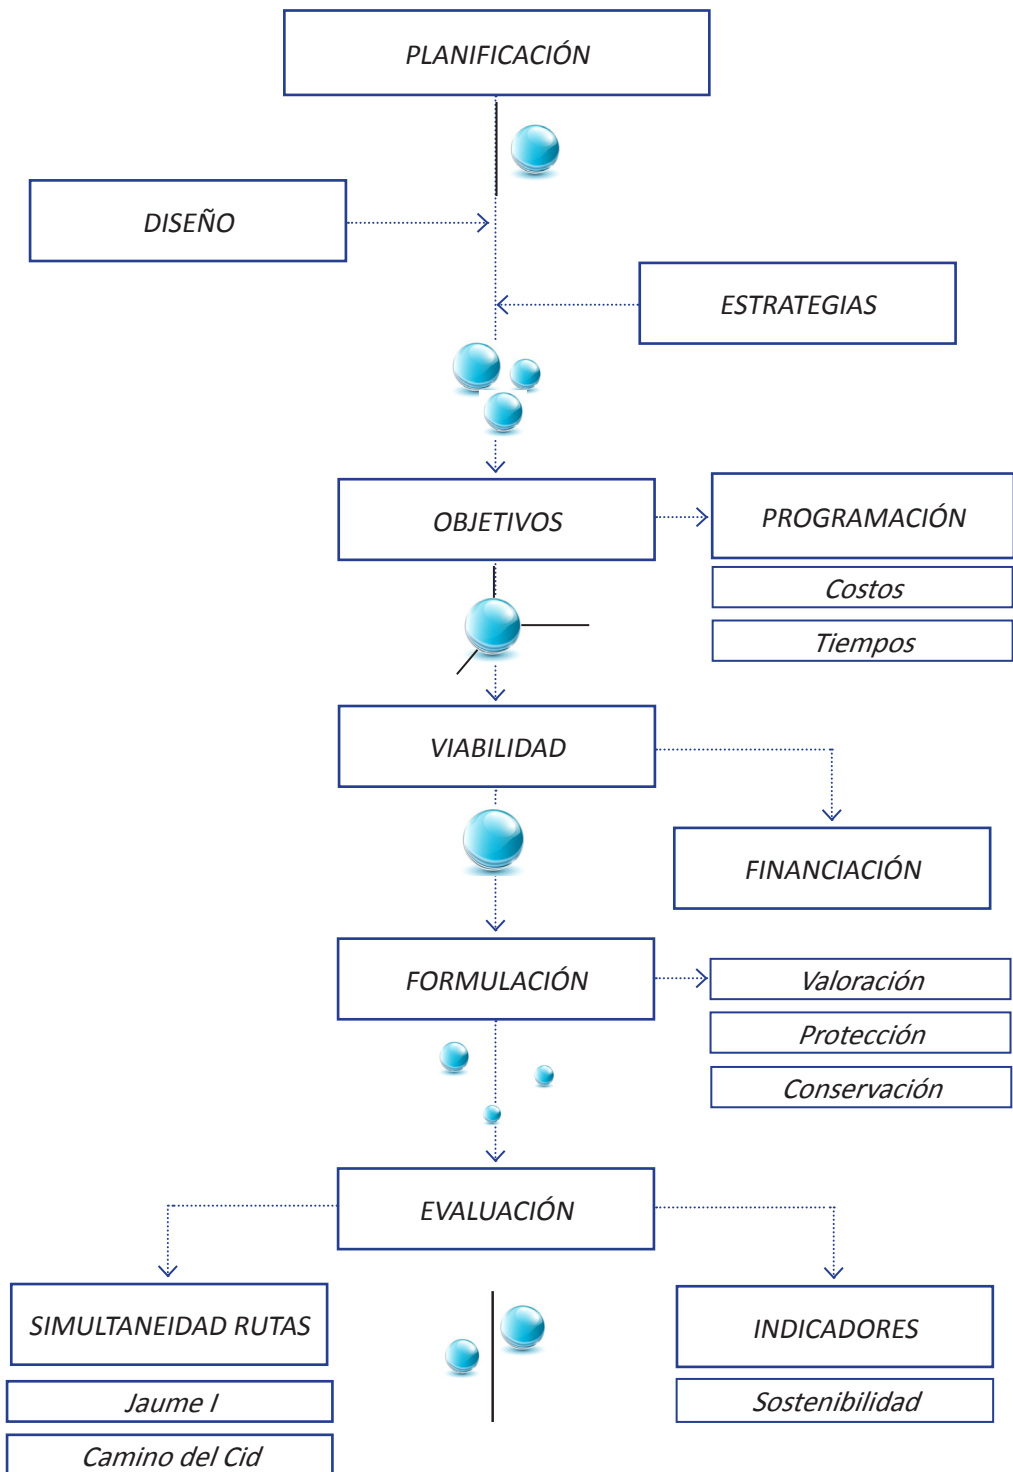 PLANIFICACIÓN
DISEÑO
ESTRATEGIAS
OBJETIVOS
PROGRAMACIÓN
Costos
Tiempos
VIABILIDAD
FINANCIACIÓN
FORMULACIÓN
Valoración
Protección
Conservación
EVALUACIÓN
SIMULTANEIDAD RUTAS
INDICADORES
Jaume I
Sostenibilidad
Camino del Cid